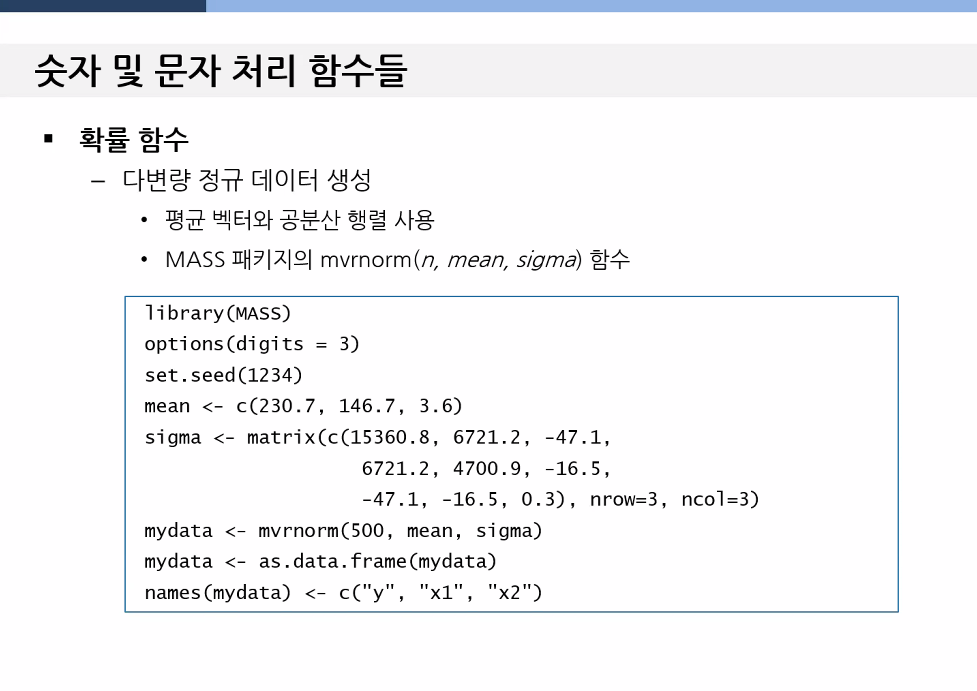 숫자 및 문자 처리 함수들
▪ 확률 함수
– 다변량 정규 데이터 생성
• 평균 벡터와 공분산 행렬 사용
• MASS 패키지의 mvrnorm(n, mean, sigma) 함수
library(MASS)
options(digits = 3)
set.seed(1234)
mean <- c(230.7, 146.7, 3.6)
sigma <- matrix(c(15360.8, 6721.2, -47.1,
6721.2, 4700.9, -16.5,
-47.1, -16.5, 0.3), nrow=3, ncol=3)
mydata <- mvrnorm(500, mean, sigma)
mydata <- as.data.frame(mydata)
names(mydata) <- c("y", "x1", "x2")